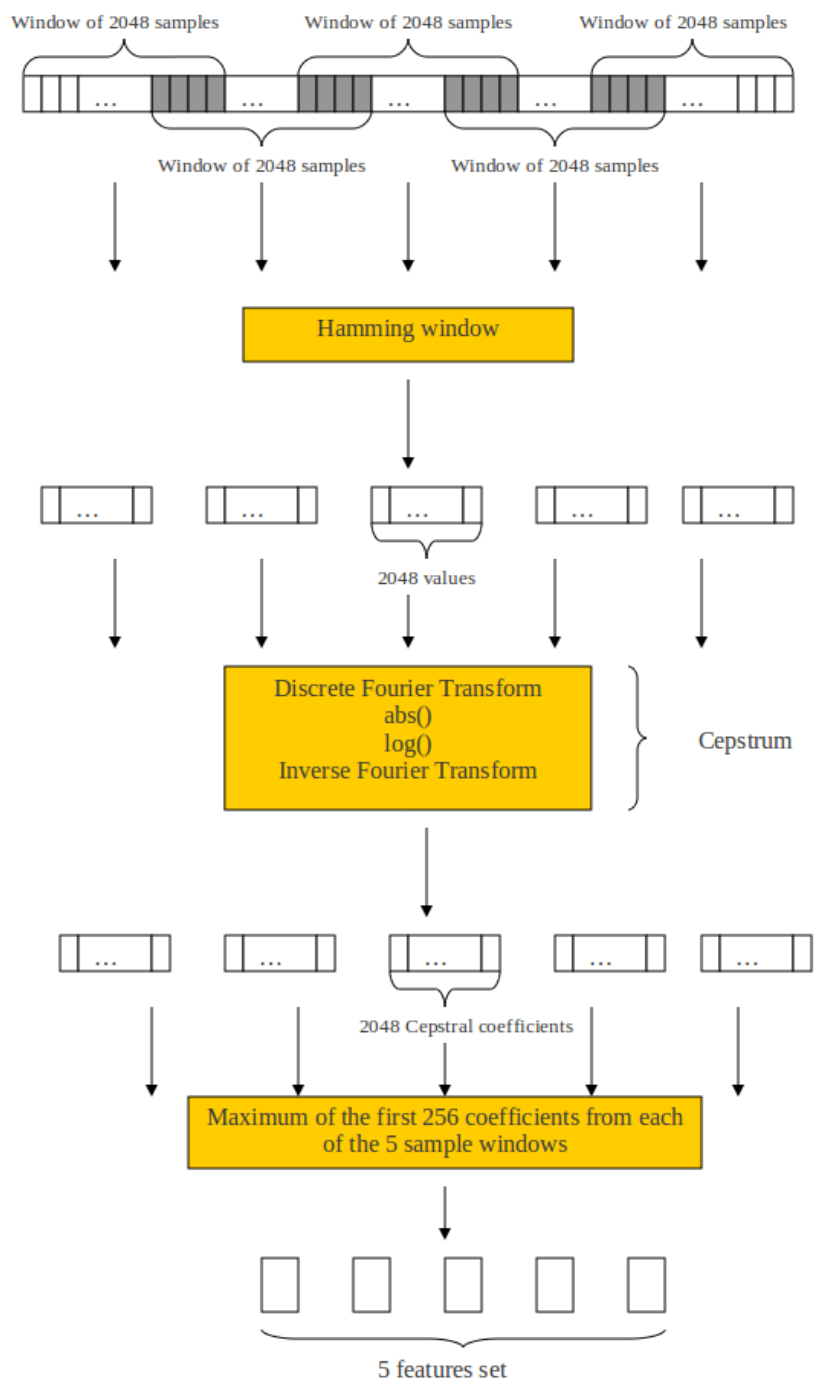 Window of 2048 samples
Window of 2048 samples
Window of 2048 samples
... ... ... ... ...
Window of 2048 samples
Window of 2048 samples
Hamming window
... ... ... ... ...
2048 values
Discrete Fourier Transform
abs()
log()
Inverse Fourier Transform
Cepstrum
... ... ... ... ...
2048 Cepstral coefficients
Maximum of the first 256 coefficients from each
of the 5 sample windows
5 features set